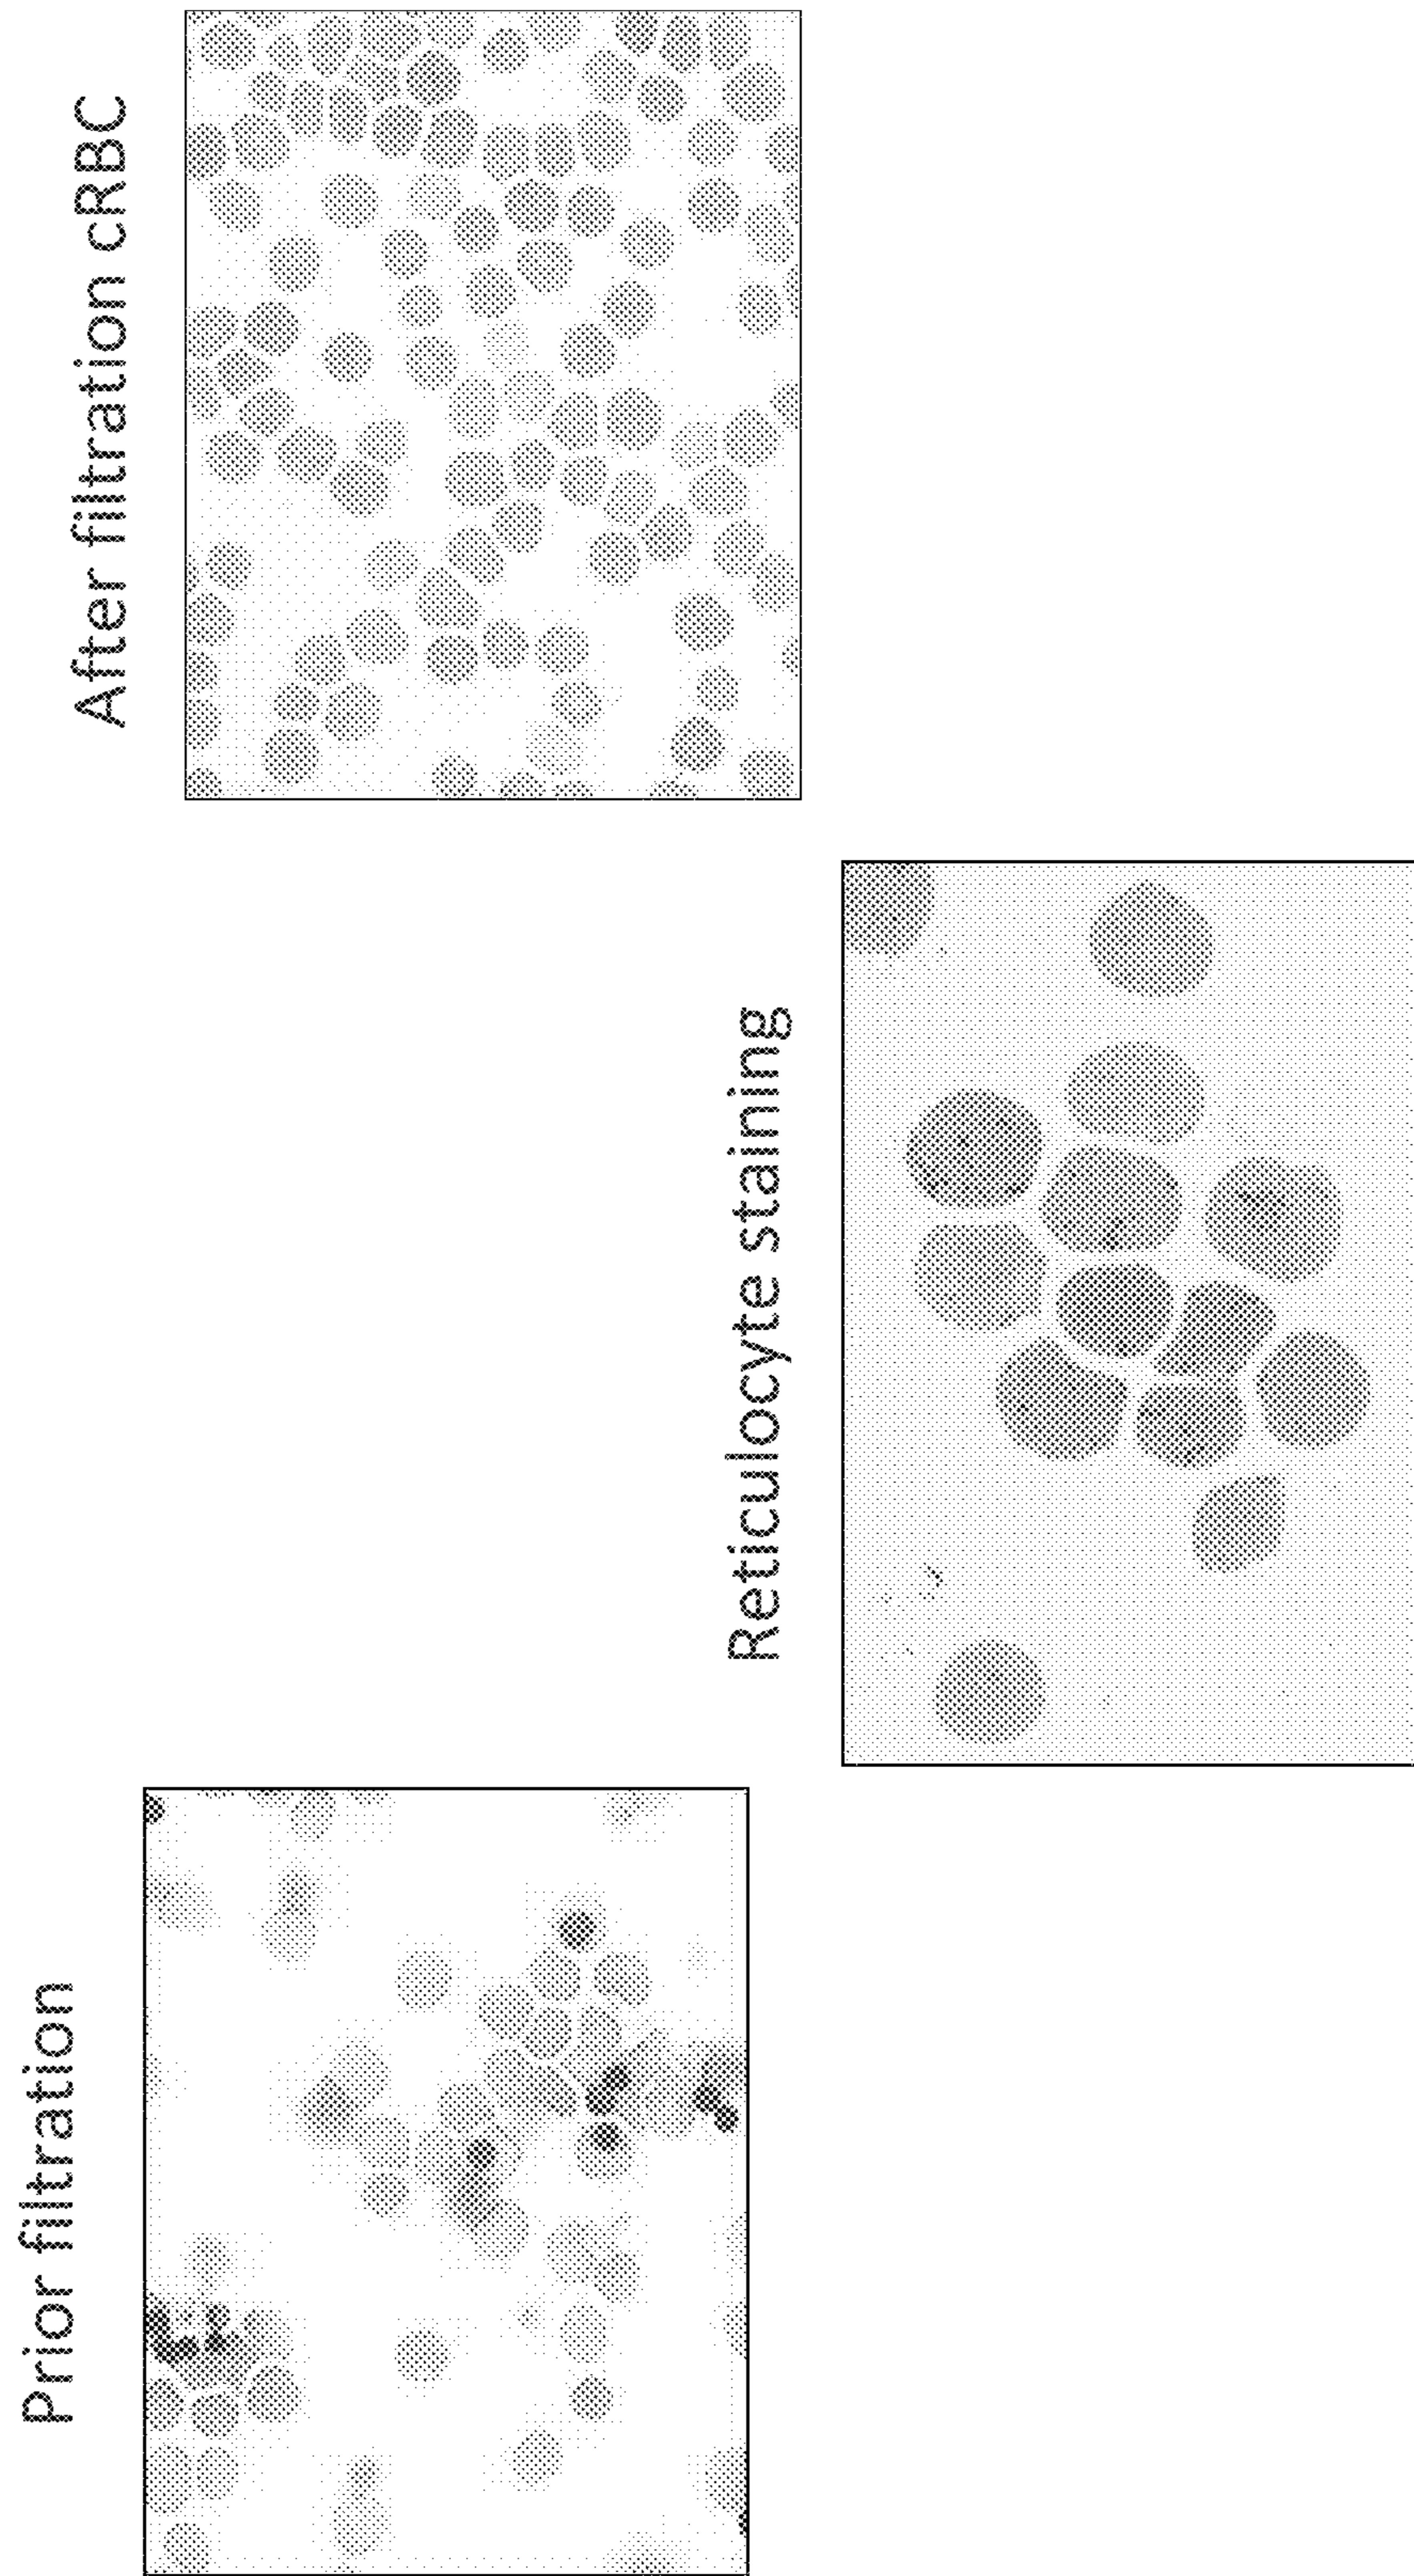 Prior filtration
After filtration cRBC
Reticulocyte staining